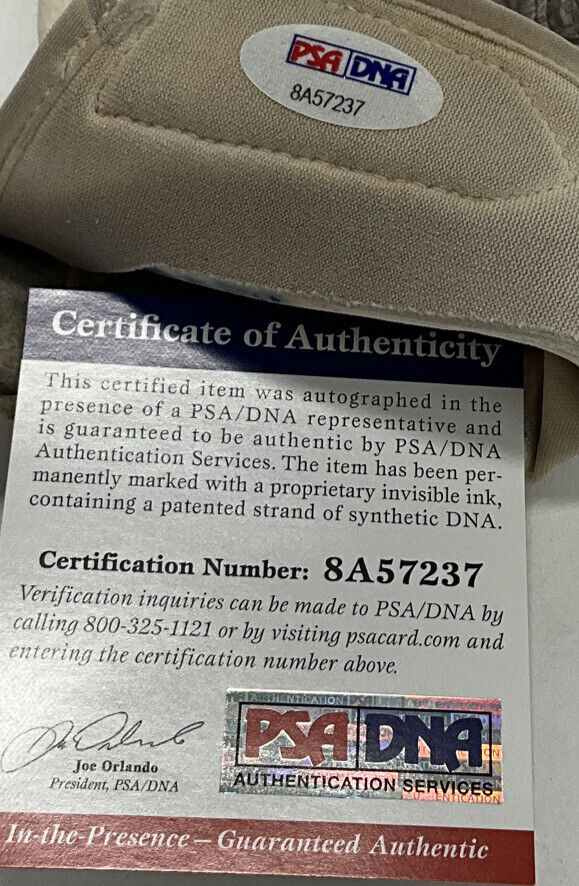 PSA DNA
8A57237
Certificate of Authenticity
This certified item was autographed in the
presence of a PSA/DNA representative and
is guaranteed to be authentic by PSA/DNA
Authentication Services. The item has been per-
manently marked with a proprietary invisible ink,
containing a patented strand of synthetic DNA.
Certification Number: 8A57237
Verification inquiries can be made to PSA/DNA by
calling 800-325-1121 or by visiting psacard.com and
entering the certification number above.
Joe Orlando
President, PSA/DNA
PSA DNA
AUTHENTICATION SERVICES
In-the-Presence – Guaranteed Authentic